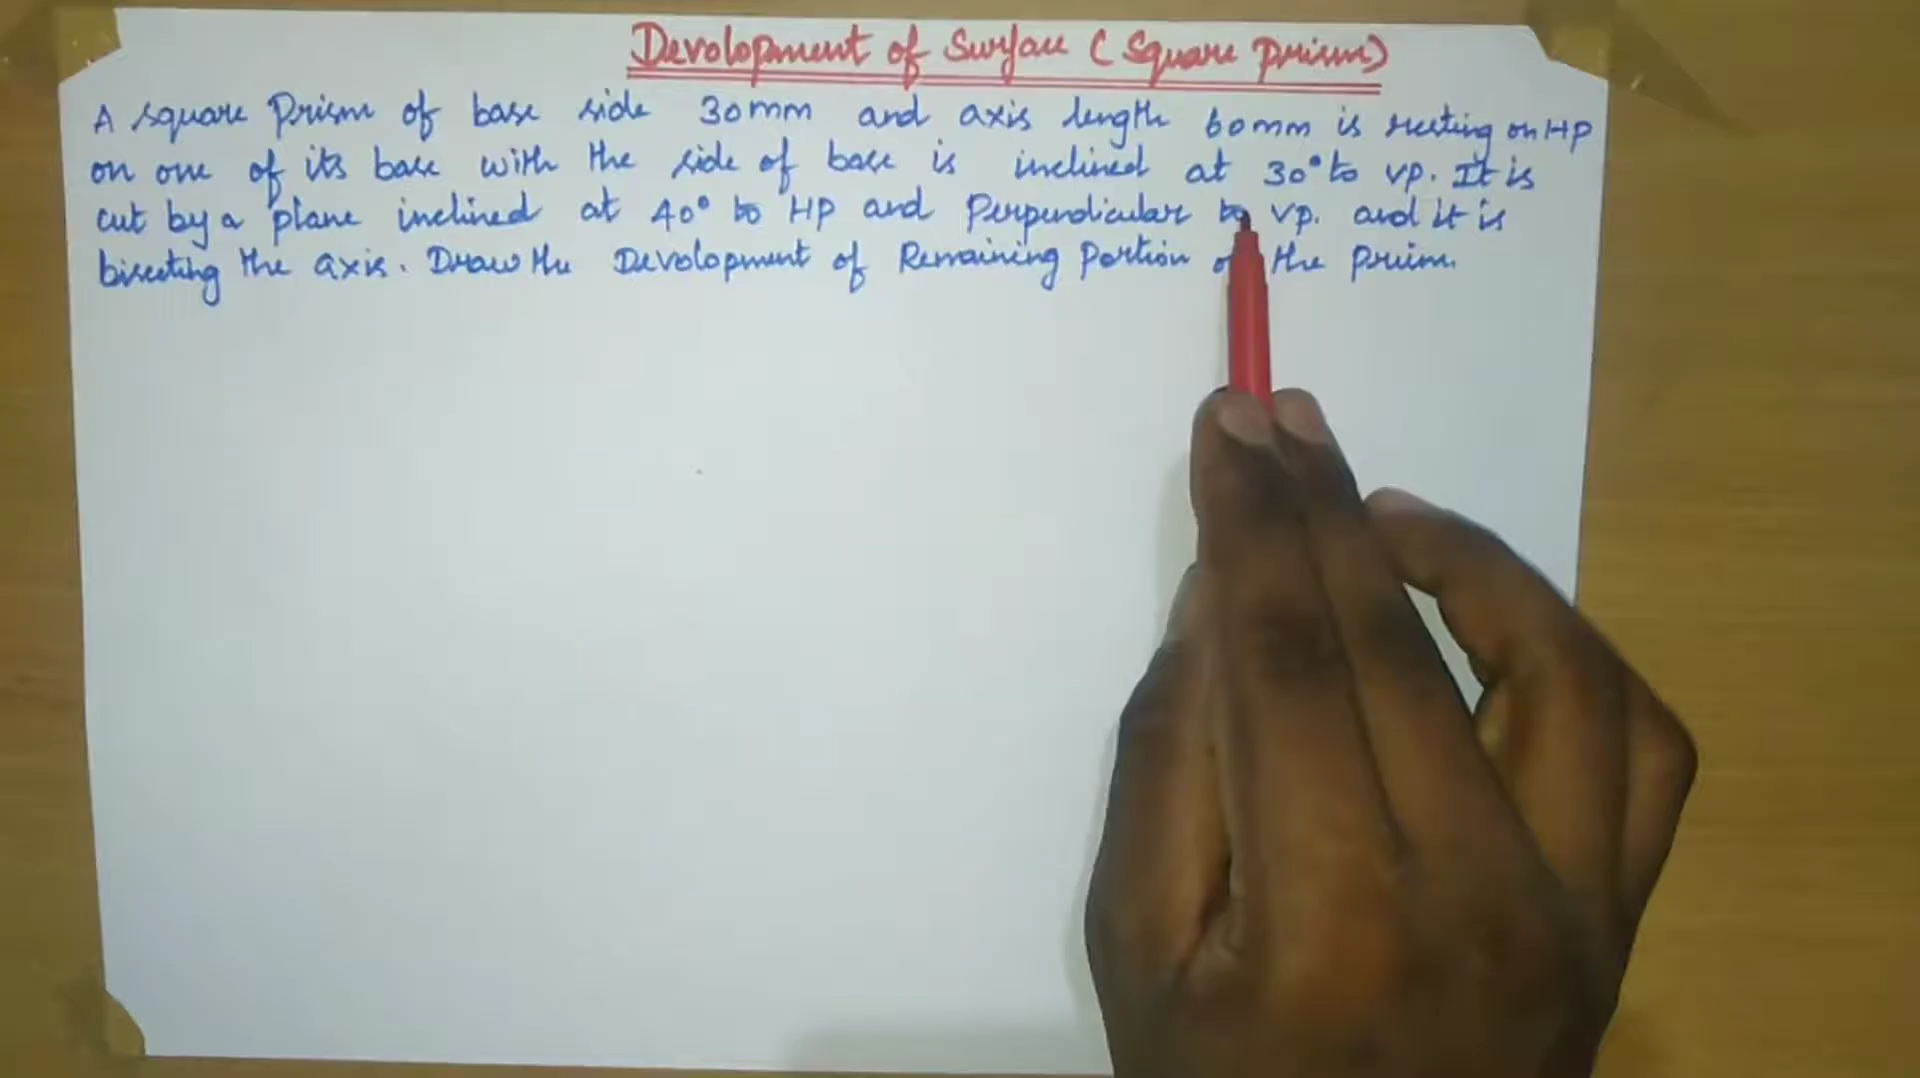 Devolopment of Surface (Square Prism)
A square Prism of base side 30mm and axis length 60mm is resting on HP
on one of its base with the side of base is inclined at 30° to VP. It is
cut by a plane inclined at 40° to HP and Perpendicular to VP. and it is
bisecting the axis. Draw the Devolopment of Remaining Portion of the Prism.